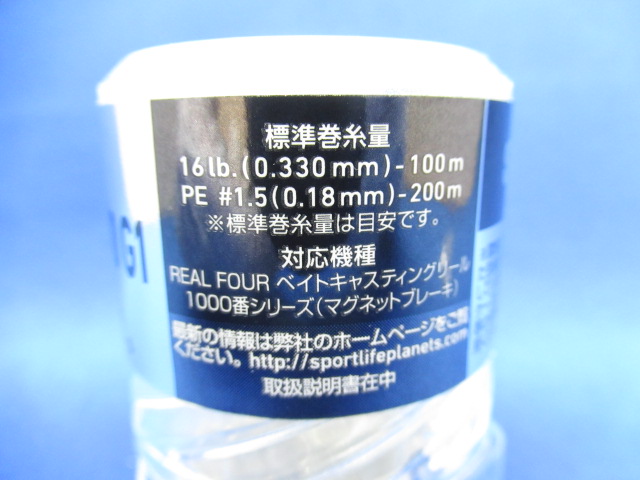 標準巻糸量
16lb.(0.330mm)-100m
PE #1.5(0.18mm)-200m
※標準巻糸量は目安です。
対応機種
REAL FOUR ベイトキャスティングリール
1000番シリーズ(マグネットブレーキ)
最新の情報は弊社のホームページをご覧
ください。http://sportlifeplanets.com
取扱説明書在中
G1